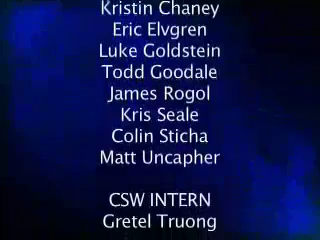 Kristin Chaney
Eric Elvgren
Luke Goldstein
Todd Goodale
James Rogol
Kris Seale
Colin Sticha
Matt Uncapher
CSW INTERN
Gretel Truong